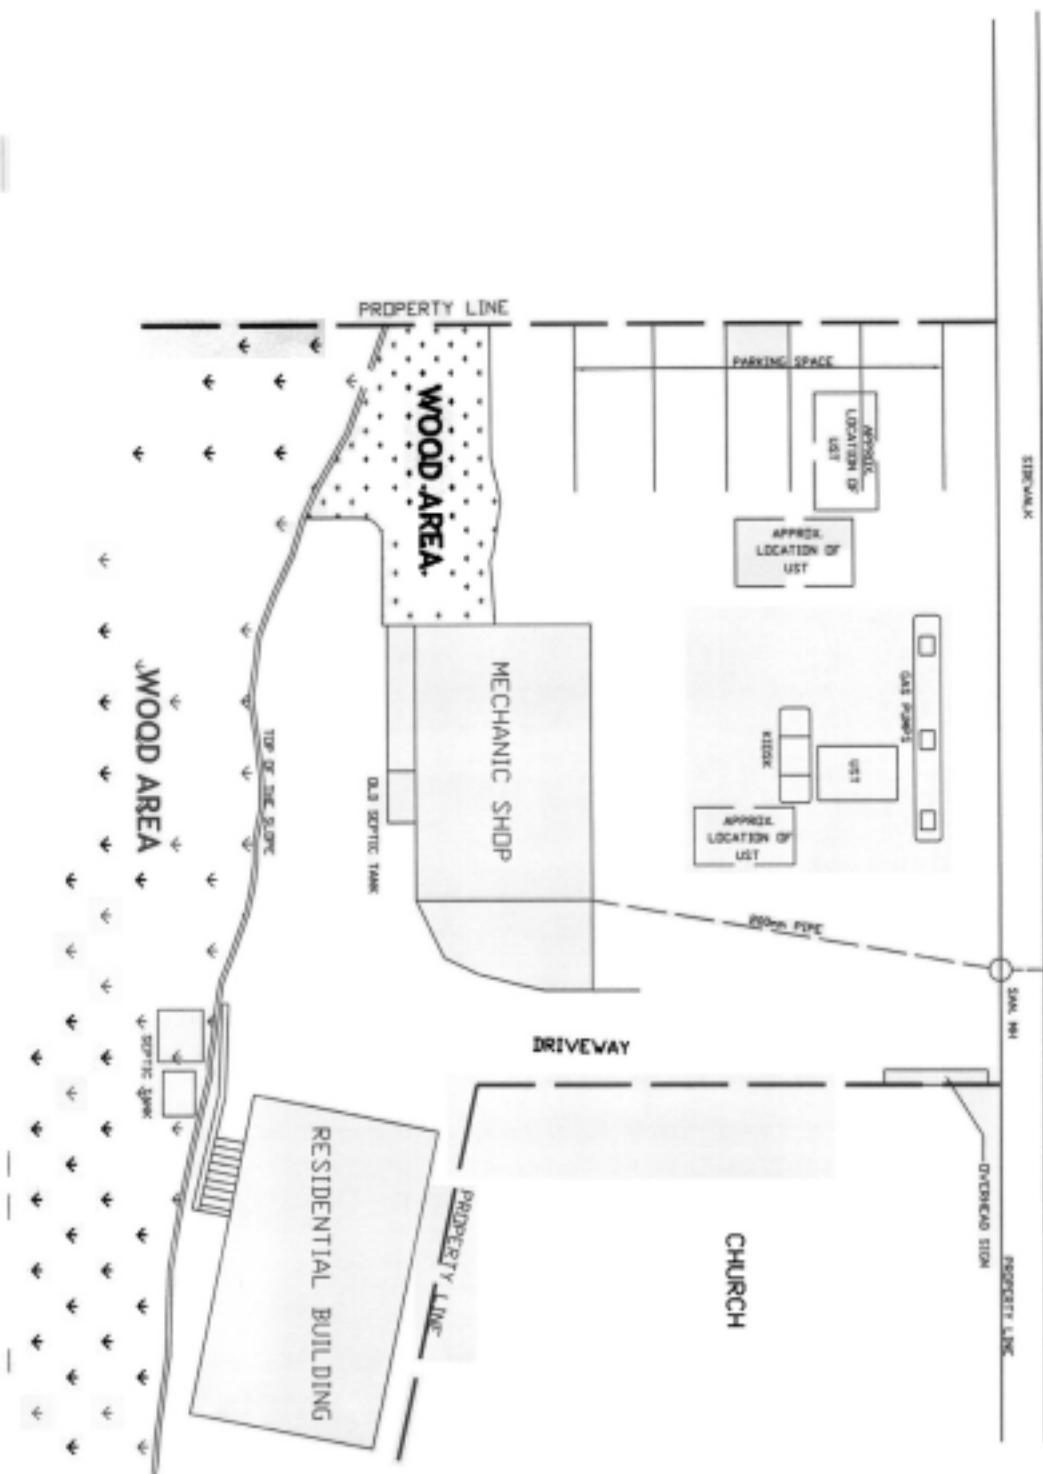 PROPERTY LINE
PARKING SPACE
WOOD AREA
APPROX.
LOCATION OF
UST
SIDEWALK
APPROX.
LOCATION OF
UST
MECHANIC SHOP
GAS PUMPS
KIOSK
UST
WOOD AREA
TOP OF THE SLOPE
OLD SEPTIC TANK
APPROX.
LOCATION OF
UST
200mm PIPE
SAN. MH
DRIVEWAY
SEPTIC TANK
RESIDENTIAL BUILDING
PROPERTY LINE
CHURCH
OVERHEAD SIGN
PROPERTY LINE